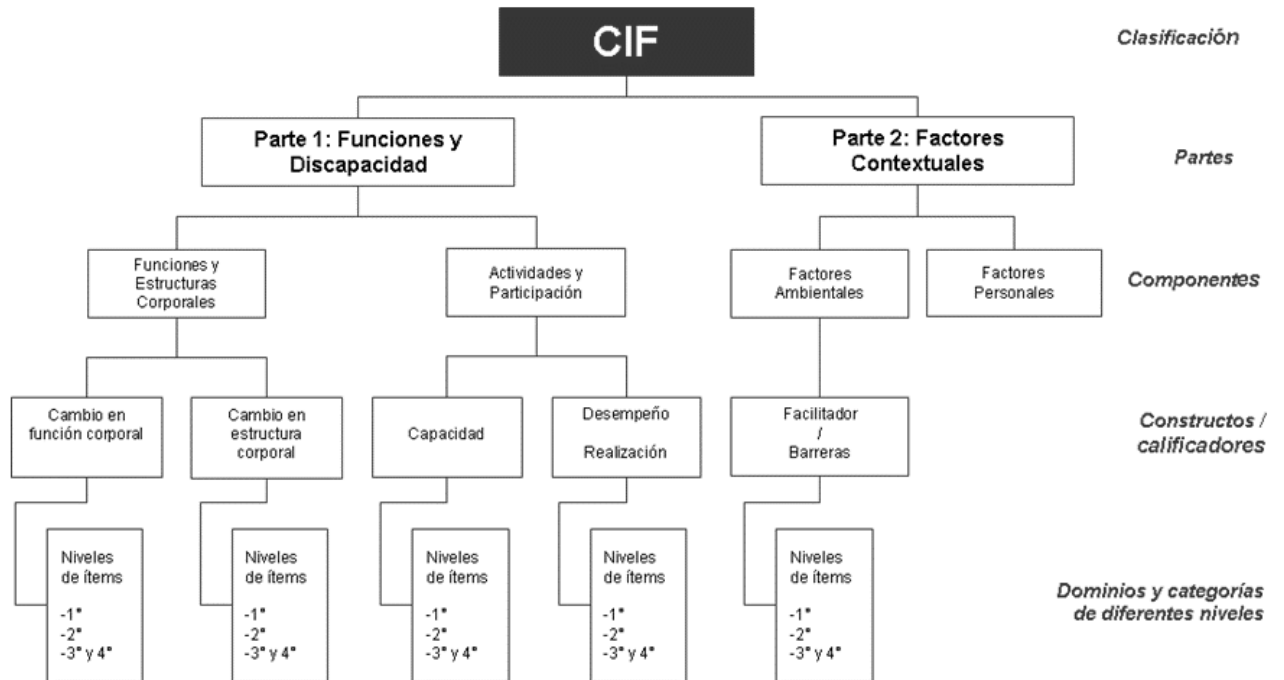 CIF
Clasificación
Parte 1: Funciones y
Discapacidad
Parte 2: Factores
Contextuales
Partes
Funciones y
Estructuras
Corporales
Actividades y
Participación
Factores
Ambientales
Factores
Personales
Componentes
Cambio en
función corporal
Cambio en
estructura
corporal
Capacidad
Desempeño
Realización
Facilitador
/
Barreras
Constructos /
calificadores
Niveles
de ítems
-1°
-2°
-3° y 4°
Niveles
de ítems
-1°
-2°
-3° y 4°
Niveles
de ítems
-1°
-2°
-3° y 4°
Niveles
de ítems
-1°
-2°
-3° y 4°
Niveles
de ítems
-1°
-2°
-3° y 4°
Dominios y categorías
de diferentes niveles